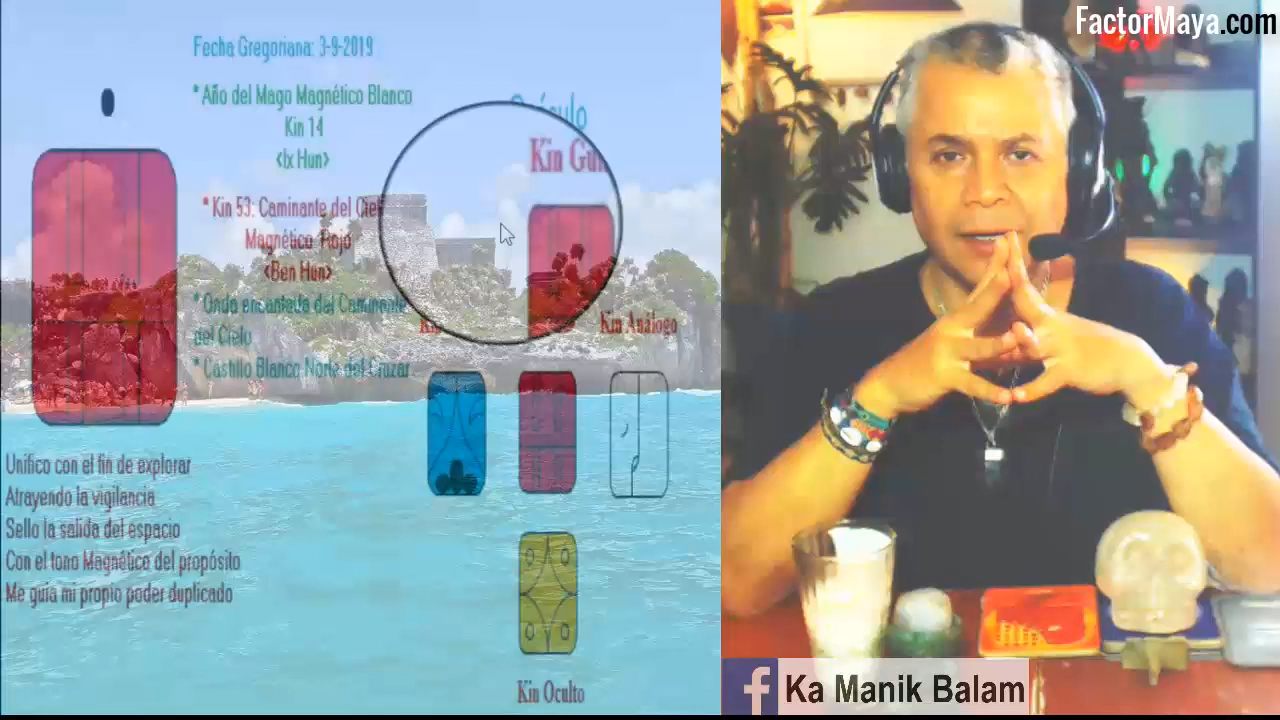 FactorMaya.com
Fecha Gregoriana: 3-9-2019
*Año del Mago Magnético Blanco
Kin 14
<Ix Hun>
*Kin 53: Caminante del
Magnético Rojo
<Ben Hun>
*Onda encantada del Caminante
del Cielo
*Castillo Blanco Norte del Cruzar
Unifico con el fin de explorar
Atrayendo la vigilancia
Sello la salida del espacio
Con el tono Magnético del propósito
Me guia mi propio poder duplicado
Kin
Kin Análogo
Kin Oculto
Ka Manik Balam